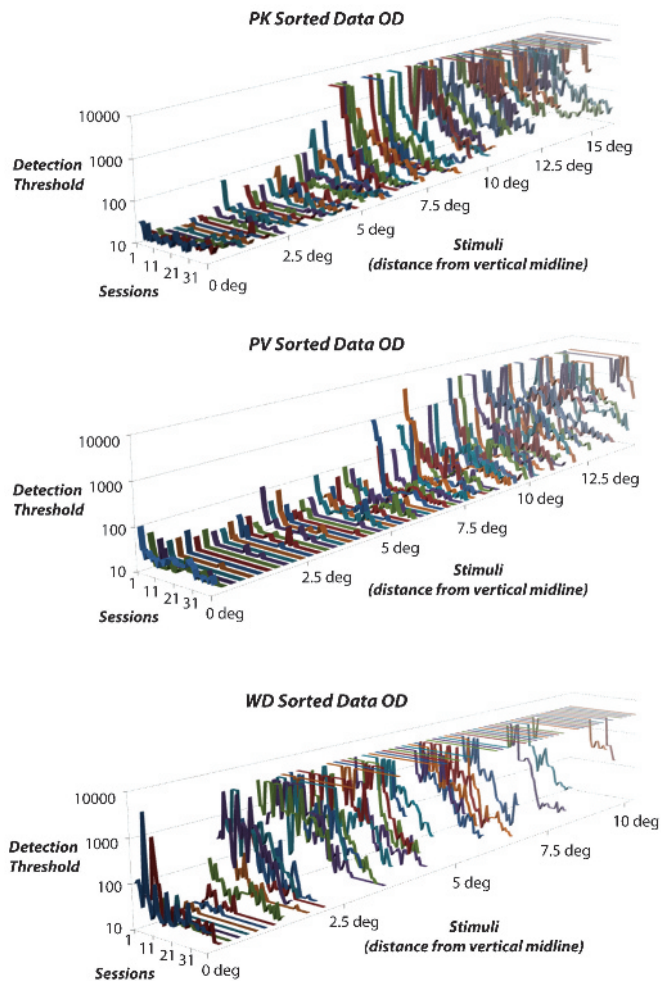 PK Sorted Data OD
10000
1000
100
10
Detection
Threshold
1
11
21
31
Sessions
0 deg
2.5 deg
5 deg
7.5 deg
10 deg
12.5 deg
15 deg
Stimuli
(distance from vertical midline)
PV Sorted Data OD
10000
1000
100
10
Detection
Threshold
1
11
21
31
Sessions
0 deg
2.5 deg
5 deg
7.5 deg
10 deg
12.5 deg
Stimuli
(distance from vertical midline)
WD Sorted Data OD
10000
1000
100
10
Detection
Threshold
1
11
21
31
Sessions
0 deg
2.5 deg
5 deg
7.5 deg
10 deg
Stimuli
(distance from vertical midline)